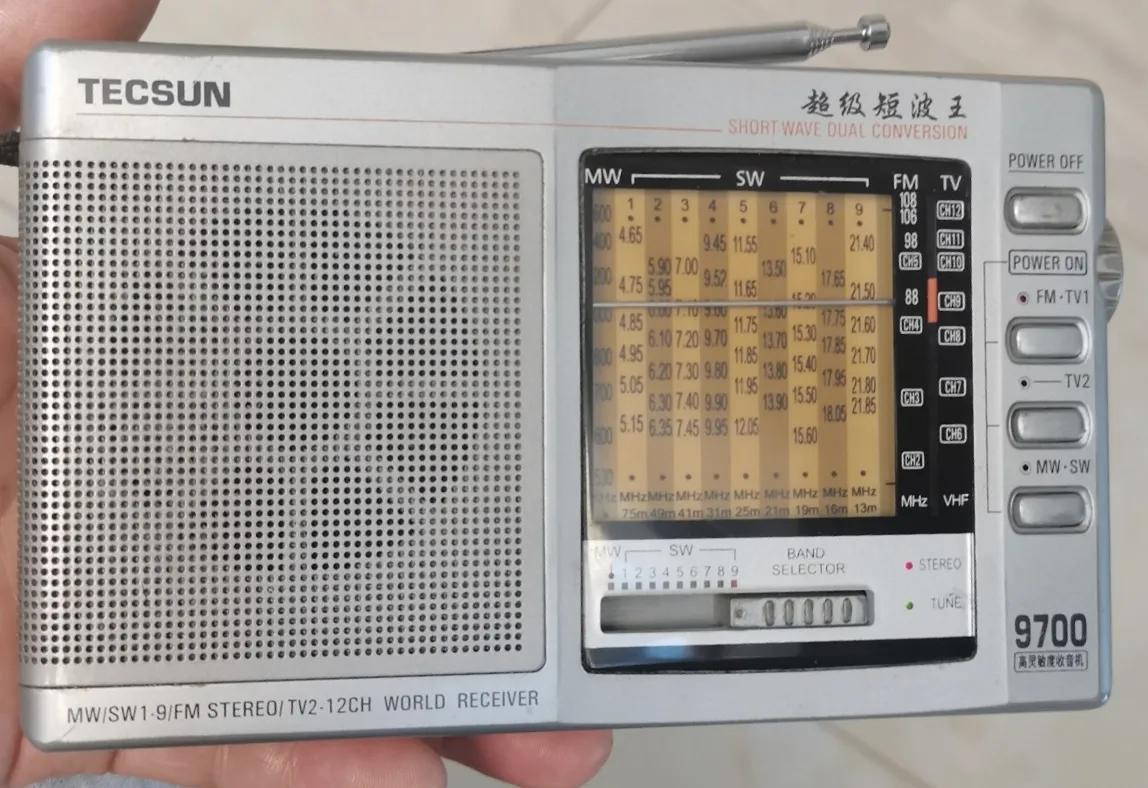 TECSUN
超级短波王
SHORT-WAVE DUAL CONVERSION
MW SW FM TV
1 2 3 4 5 6 7 8 9
108
106
98
CH5
88
CH4
CH3
CH2
MHz
CH12
CH11
CH10
CH9
CH8
CH7
CH6
VHF
4.65 9.45 11.55 15.10 21.40
5.90 7.00 13.50
4.75 5.95 9.52 11.65 17.65 21.50
4.85 11.75 15.30 17.75 21.60
6.10 7.20 9.70 13.70
4.95 11.85 15.40 17.85 21.70
5.05 6.20 7.30 9.80 11.95 13.80 15.50 17.95 21.80
6.30 7.40 9.90 13.90 18.05 21.85
5.15 6.35 7.45 9.95 12.05 15.60
MHz MHz MHz MHz MHz MHz MHz MHz MHz
75m 49m 41m 31m 25m 21m 19m 16m 13m
MW SW
1 2 3 4 5 6 7 8 9
BAND
SELECTOR
STEREO
TUNE
POWER OFF
POWER ON
FM·TV1
TV2
MW·SW
9700
高灵敏度收音机
MW/SW1-9/FM STEREO/TV2-12CH WORLD RECEIVER